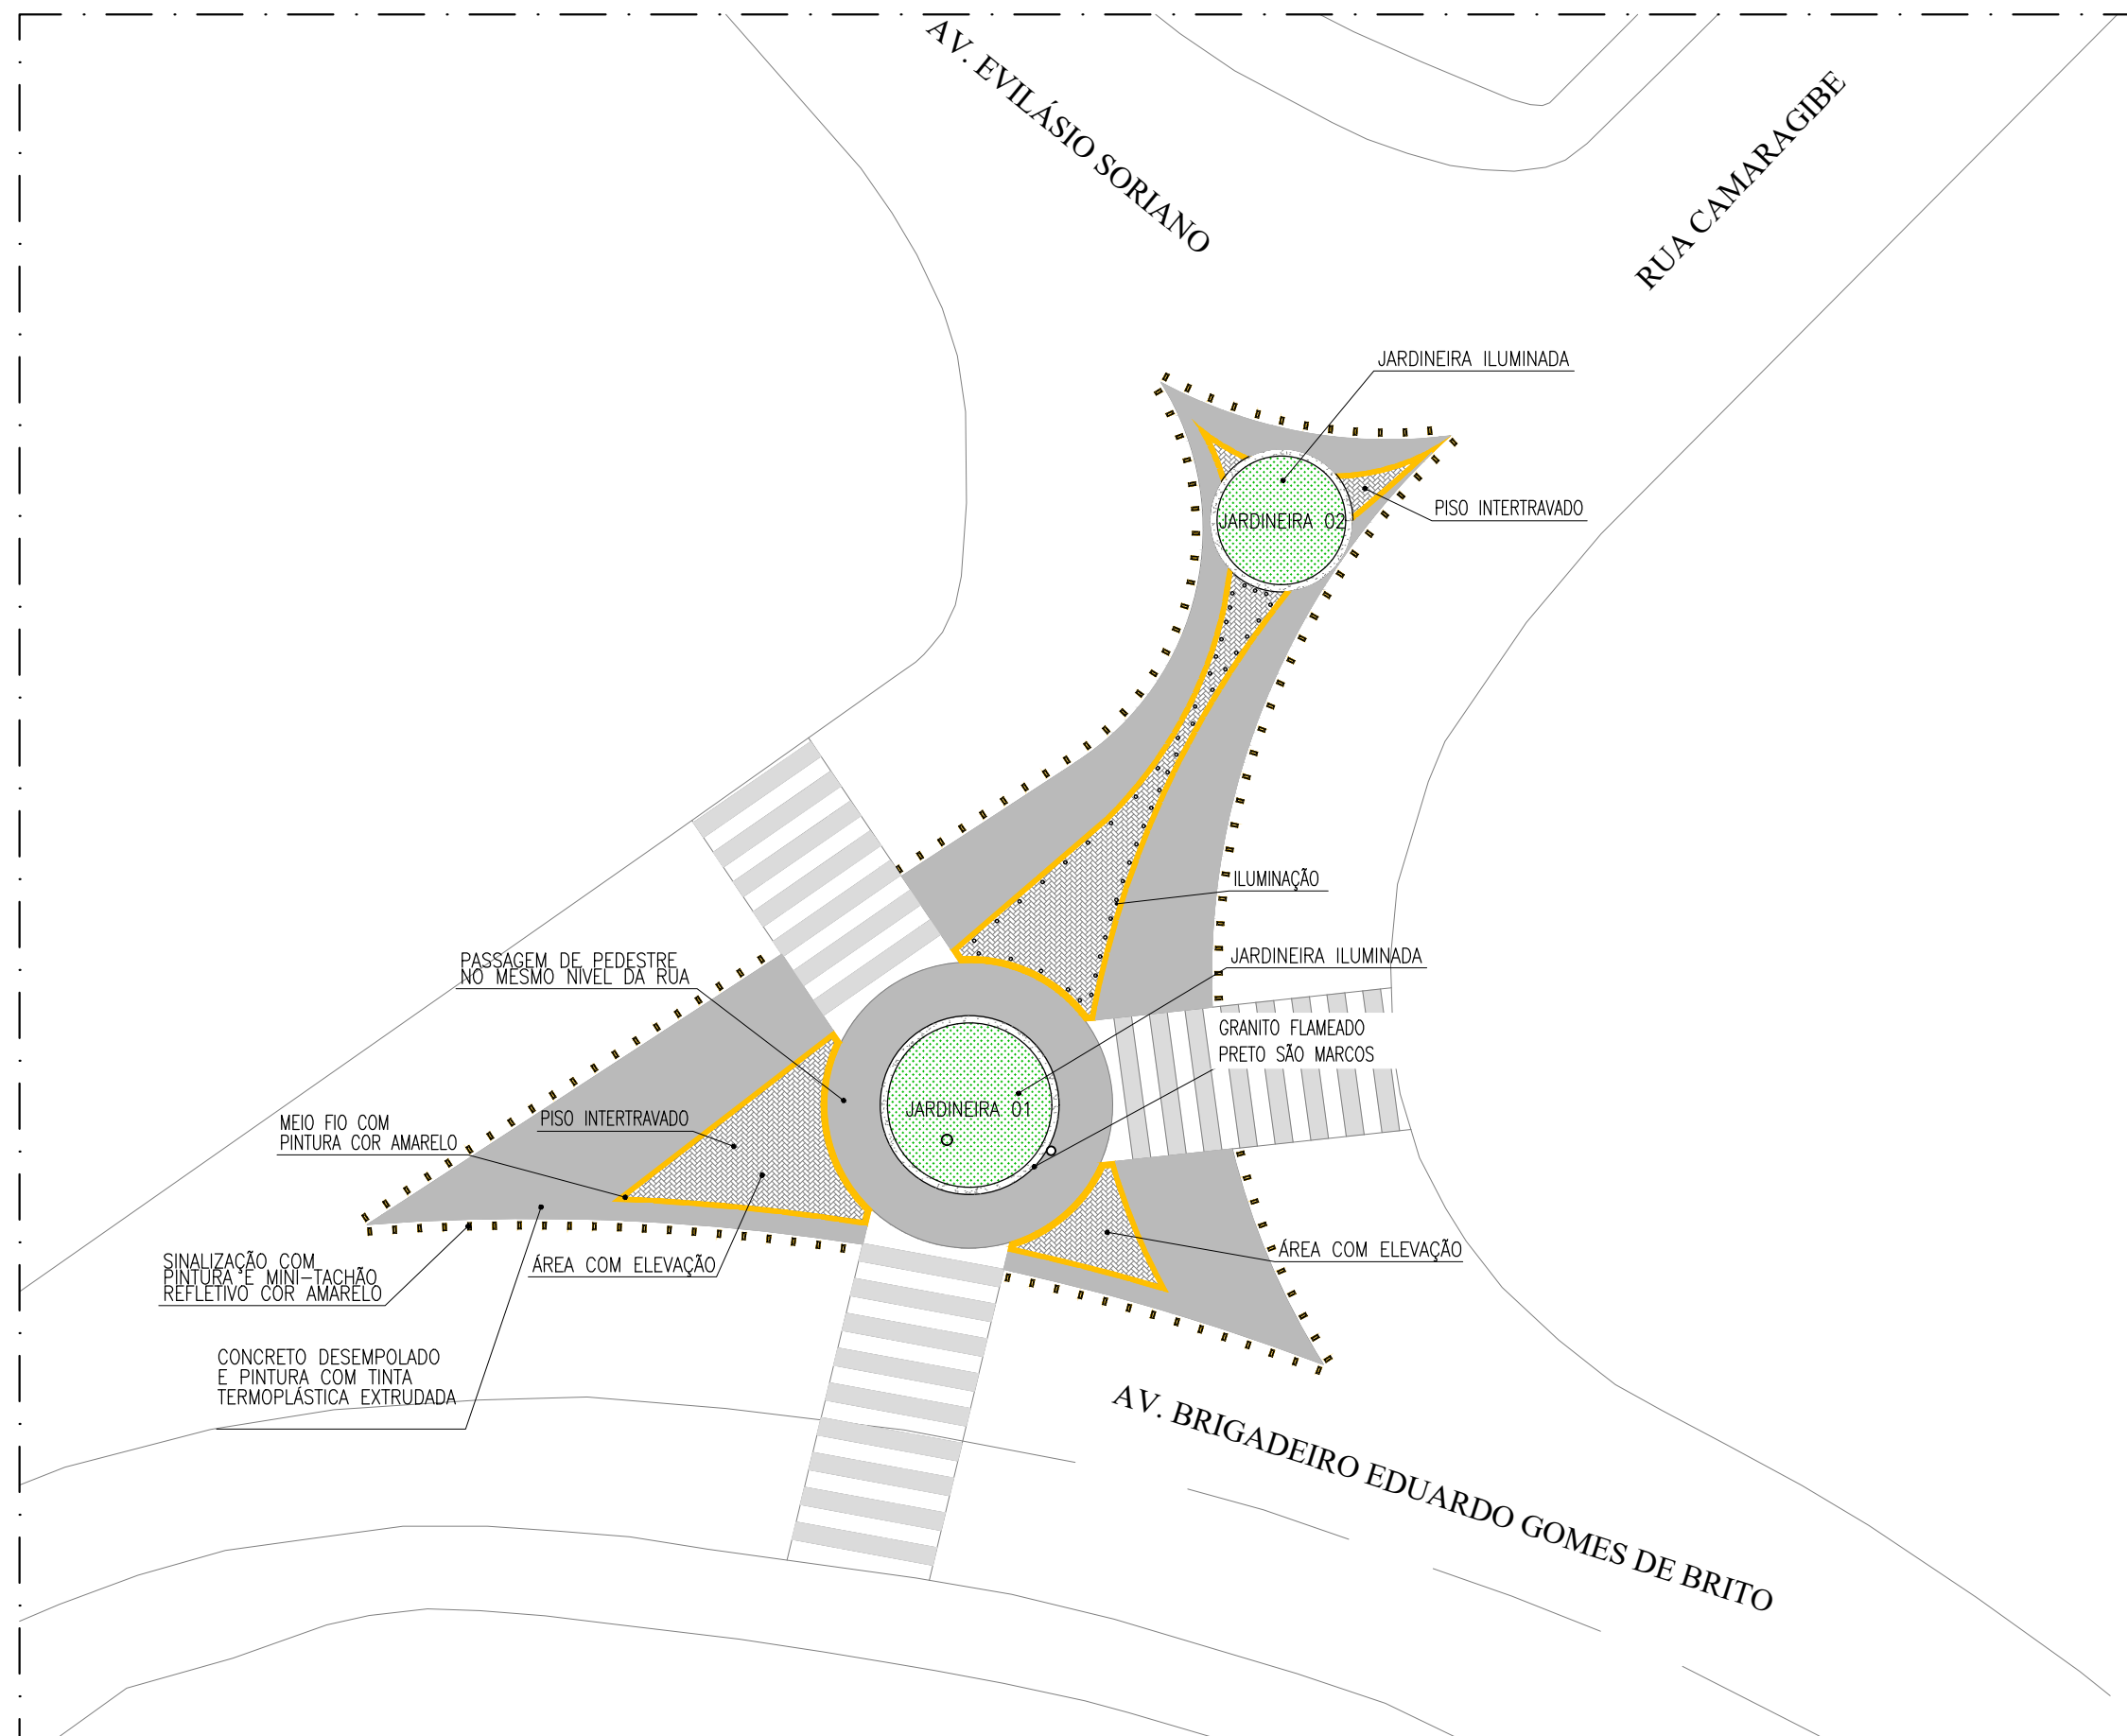 AV. EVILÁSIO SORIANO
RUA CAMARAGIBE
JARDINEIRA ILUMINADA
PISO INTERTRAVADO
JARDINEIRA 02
ILUMINAÇÃO
JARDINEIRA ILUMINADA
PASSAGEM DE PEDESTRE
NO MESMO NIVEL DA RUA
GRANITO FLAMEADO
PRETO SÃO MARCOS
JARDINEIRA 01
PISO INTERTRAVADO
MEIO FIO COM
PINTURA COR AMARELO
ÁREA COM ELEVAÇÃO
ÁREA COM ELEVAÇÃO
SINALIZAÇÃO COM
PINTURA E MINI-TACHÃO
REFLETIVO COR AMARELO
CONCRETO DESEMPOLADO
E PINTURA COM TINTA
TERMOPLÁSTICA EXTRUDADA
AV. BRIGADEIRO EDUARDO GOMES DE BRITO